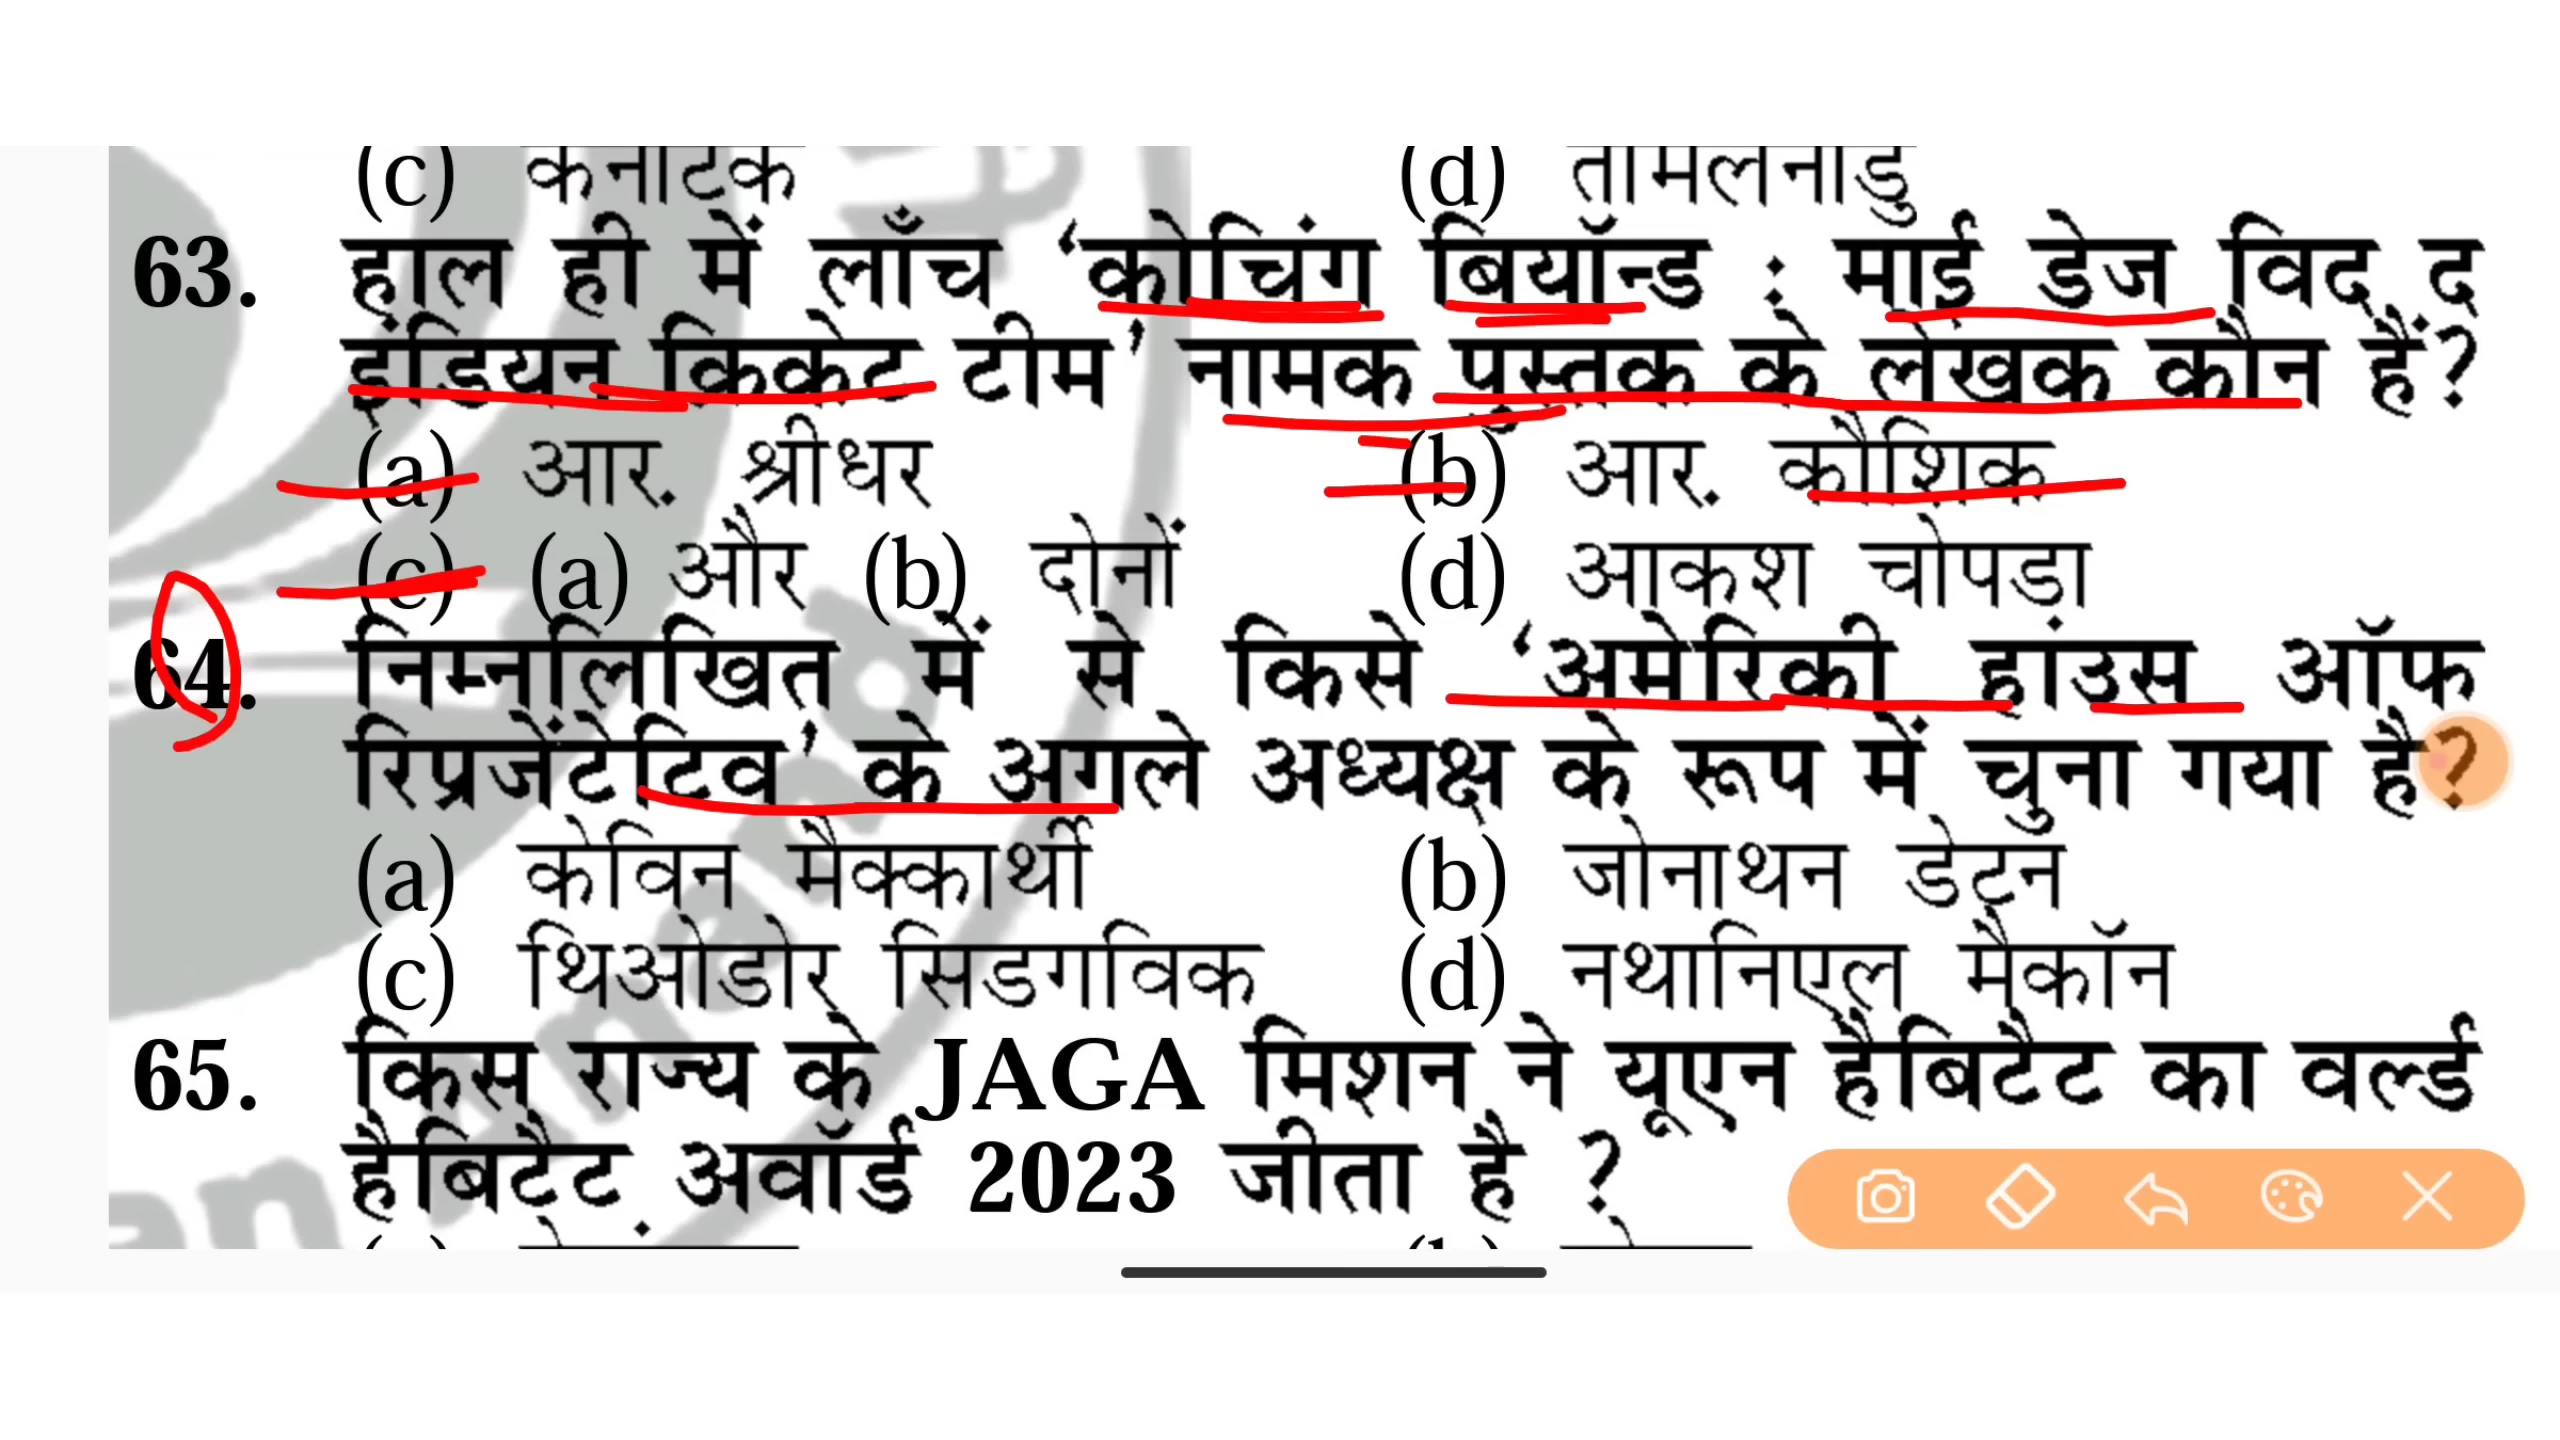 (c) कर्नाटक (d) तमिलनाडु
63. हाल ही में लाँच ‘कोचिंग बियॉन्ड : माई डेज विद द
इंडियन क्रिकेट टीम’ नामक पुस्तक के लेखक कौन हैं?
(a) आर. श्रीधर (b) आर. कौशिक
(c) (a) और (b) दोनों (d) आकश चोपडा
64. निम्नलिखित में से किसे ‘अमेरिकी हांउस ऑफ
रिप्रजेंटेटिव’ के अगले अध्यक्ष के रूप में चुना गया है?
(a) केविन मैक्कार्थी (b) जोनाथन डेटन
(c) थिओडोर सिडगविक (d) नथानिएल मैकॉन
65. किस राज्य के JAGA मिशन ने यूएन हैबिटैट का वर्ल्ड
हैबिटैट अवॉर्ड 2023 जीता है ?